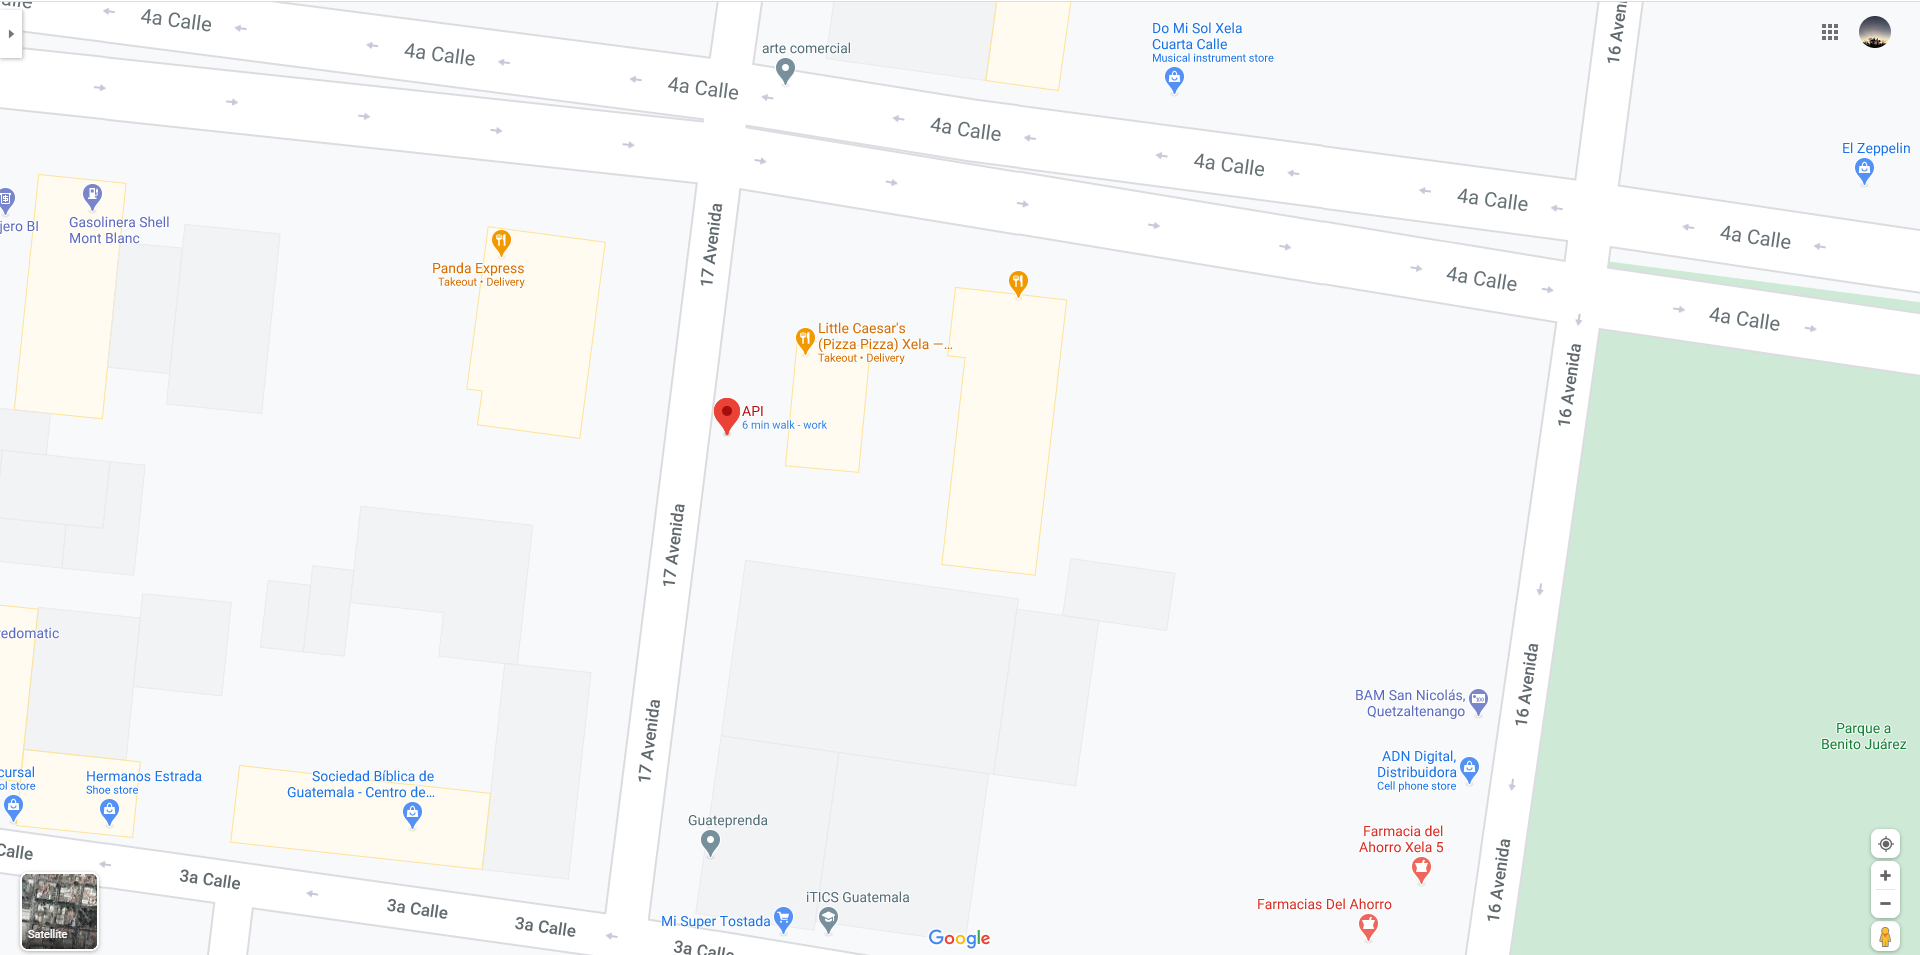 4a Calle
4a Calle
4a Calle
4a Calle
4a Calle
4a Calle
4a Calle
4a Calle
4a Calle
arte comercial
Do Mi Sol Xela
Cuarta Calle
Musical instrument store
16 Aveni
El Zeppelin
jero BI
Gasolinera Shell
Mont Blanc
Panda Express
Takeout • Delivery
17 Avenida
Little Caesar's
(Pizza Pizza) Xela —...
Takeout • Delivery
API
6 min walk - work
16 Avenida
17 Avenida
edomatic
16 Avenida
BAM San Nicolás,
Quetzaltenango
17 Avenida
Parque a
Benito Juárez
ADN Digital,
Distribuidora
Cell phone store
cursal
ol store
Hermanos Estrada
Shoe store
Sociedad Bíblica de
Guatemala - Centro de...
Guateprenda
Farmacia del
Ahorro Xela 5
16 Avenida
Calle
3a Calle
3a Calle
3a Calle
3a Calle
iTICS Guatemala
Mi Super Tostada
Farmacias Del Ahorro
Satellite
Google